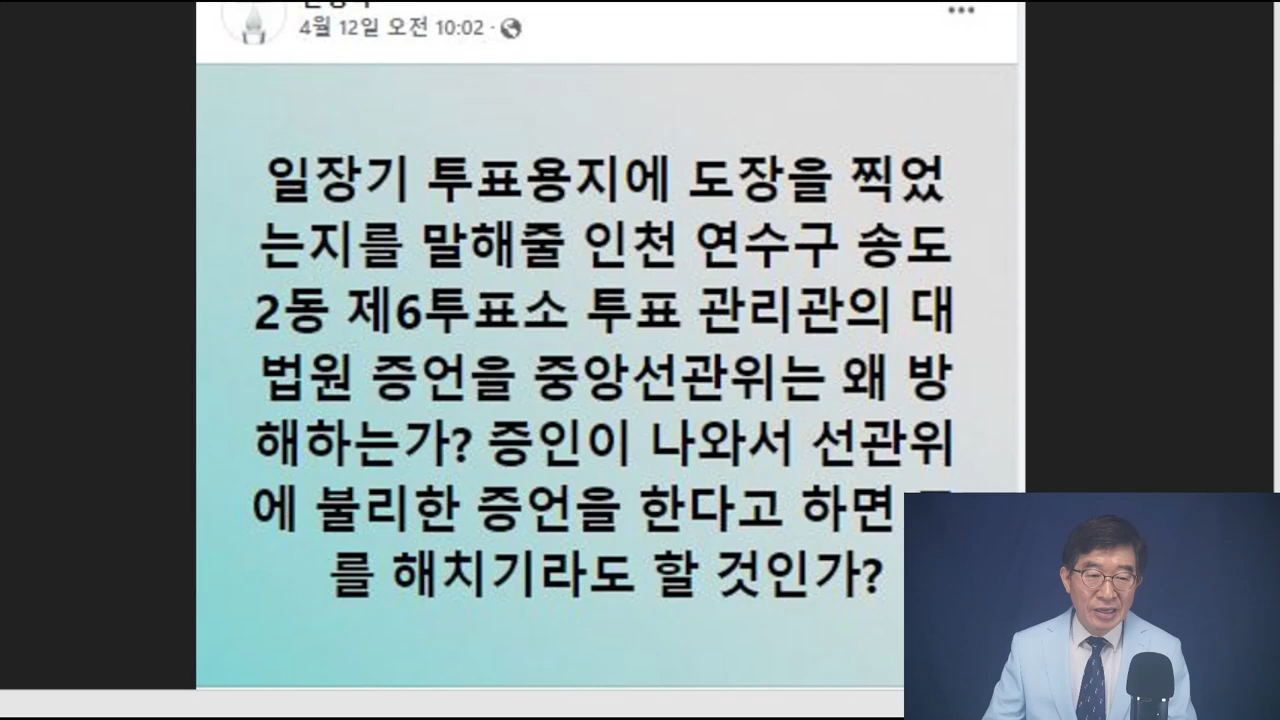 4월 12일 오전 10:02 ·
일장기 투표용지에 도장을 찍었
는지를 말해줄 인천 연수구 송도
2동 제6투표소 투표 관리관의 대
법원 증언을 중앙선관위는 왜 방
해하는가? 증인이 나와서 선관위
에 불리한 증언을 한다고 하면
를 해치기라도 할 것인가?